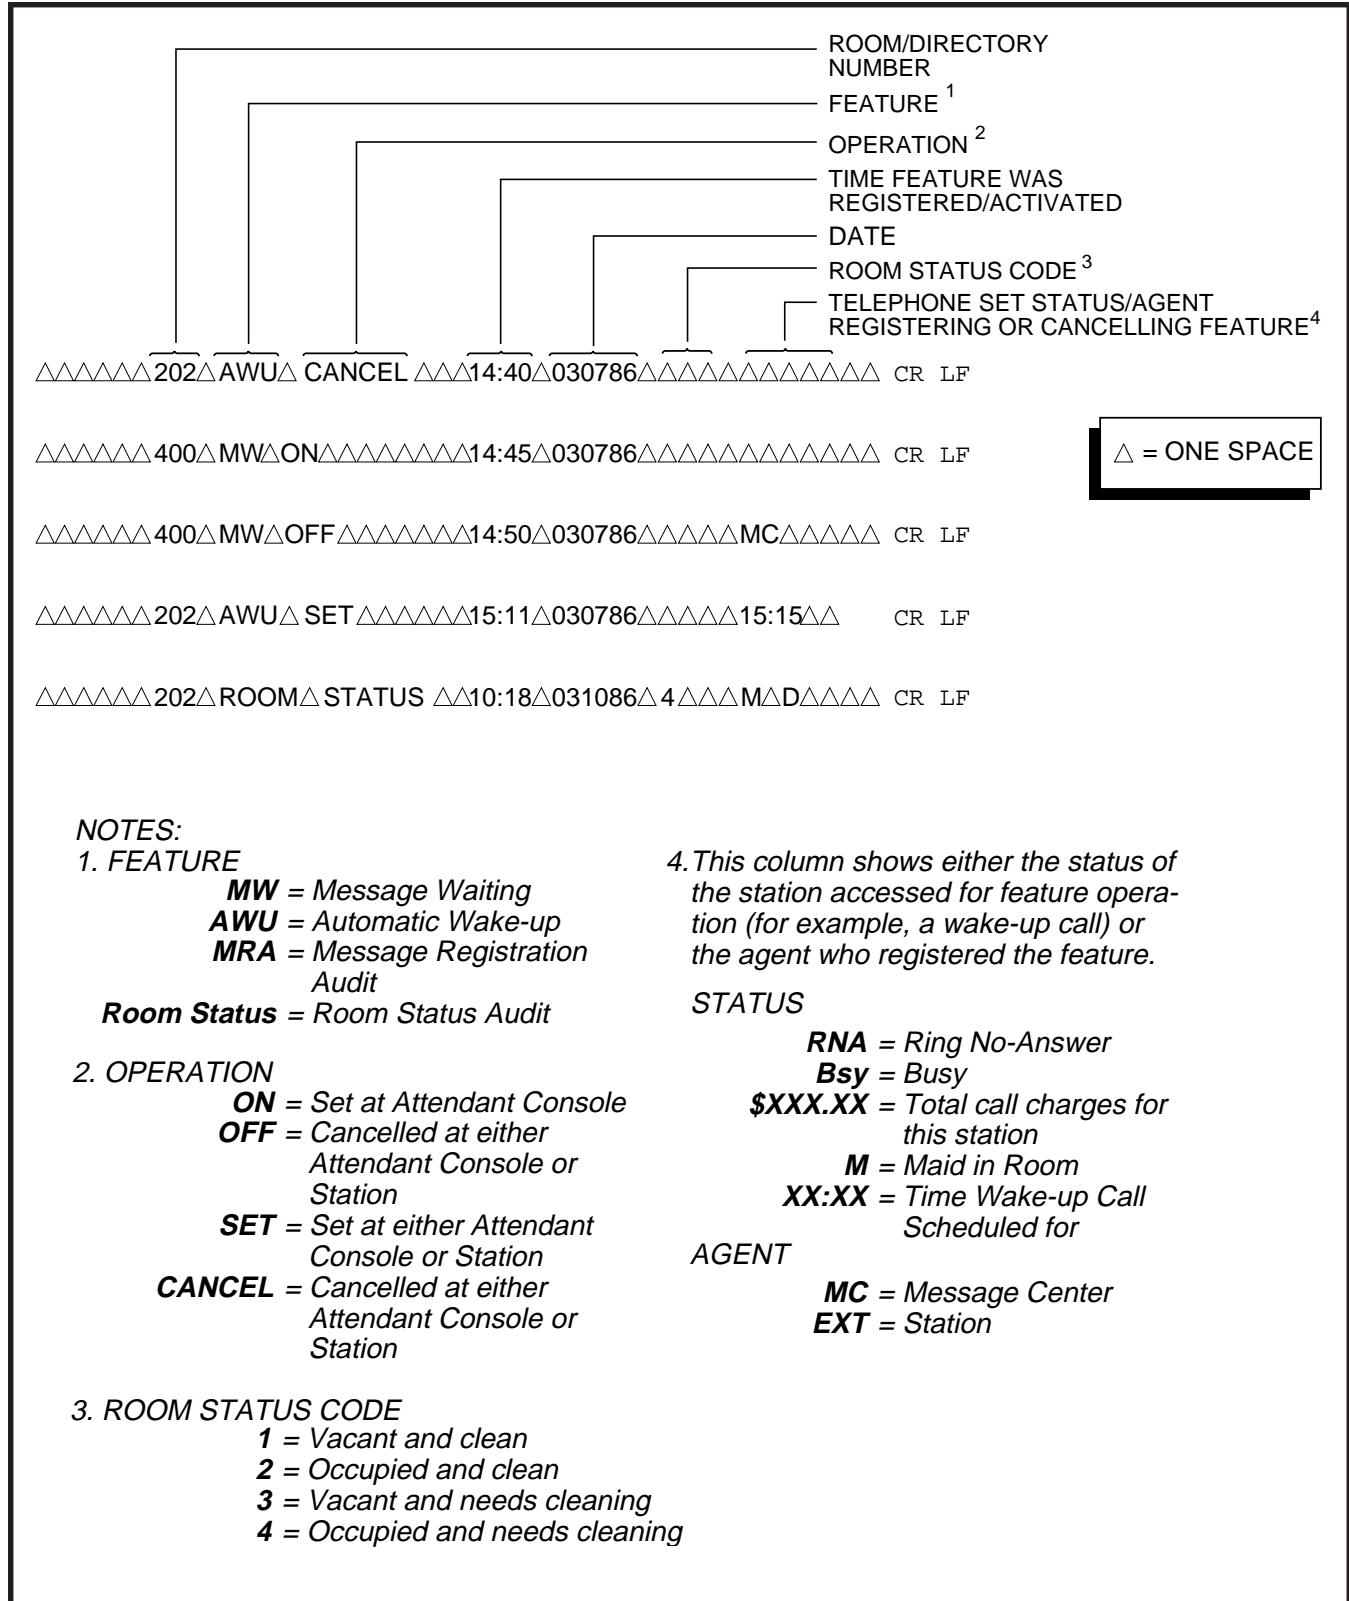 ROOM/DIRECTORY
NUMBER
FEATURE 1
OPERATION 2
TIME FEATURE WAS
REGISTERED/ACTIVATED
DATE
ROOM STATUS CODE 3
TELEPHONE SET STATUS/AGENT
REGISTERING OR CANCELLING FEATURE4
△△△△△△202△AWU△CANCEL△△△14:40△030786△△△△△△△△△△△△ CR LF
△△△△△△400△MW△ON△△△△△△△△14:45△030786△△△△△△△△△△△△ CR LF
△ = ONE SPACE
△△△△△△400△MW△OFF△△△△△△△14:50△030786△△△△△MC△△△△△ CR LF
△△△△△△202△AWU△SET△△△△△△15:11△030786△△△△△15:15△△ CR LF
△△△△△△202△ROOM△STATUS△△10:18△031086△4△△△M△D△△△△ CR LF
NOTES:
1. FEATURE
MW = Message Waiting
AWU = Automatic Wake-up
MRA = Message Registration
Audit
Room Status = Room Status Audit
2. OPERATION
ON = Set at Attendant Console
OFF = Cancelled at either
Attendant Console or
Station
SET = Set at either Attendant
Console or Station
CANCEL = Cancelled at either
Attendant Console or
Station
3. ROOM STATUS CODE
1 = Vacant and clean
2 = Occupied and clean
3 = Vacant and needs cleaning
4 = Occupied and needs cleaning
4.This column shows either the status of
the station accessed for feature opera-
tion (for example, a wake-up call) or
the agent who registered the feature.
STATUS
RNA = Ring No-Answer
Bsy = Busy
$XXX.XX = Total call charges for
this station
M = Maid in Room
XX:XX = Time Wake-up Call
Scheduled for
AGENT
MC = Message Center
EXT = Station